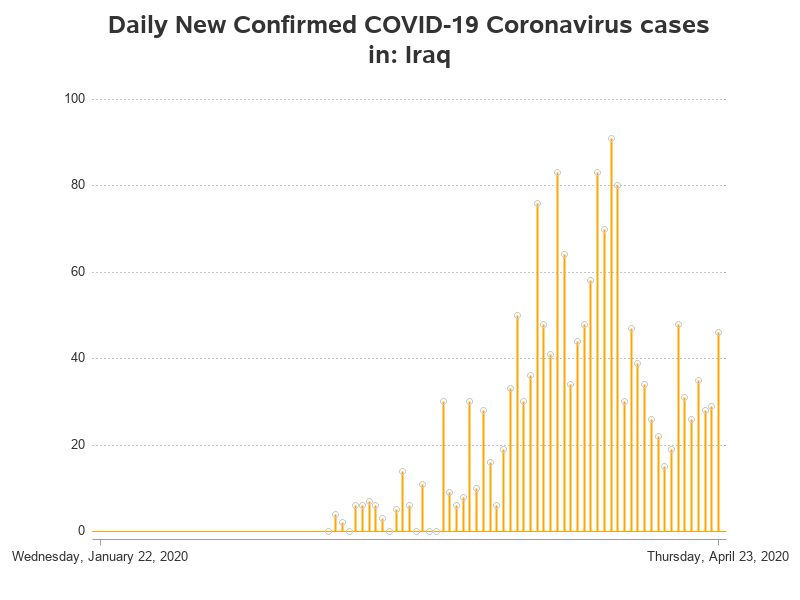 Daily New Confirmed COVID-19 Coronavirus cases
in: Iraq
100
80
60
40
20
0
Wednesday, January 22, 2020
Thursday, April 23, 2020